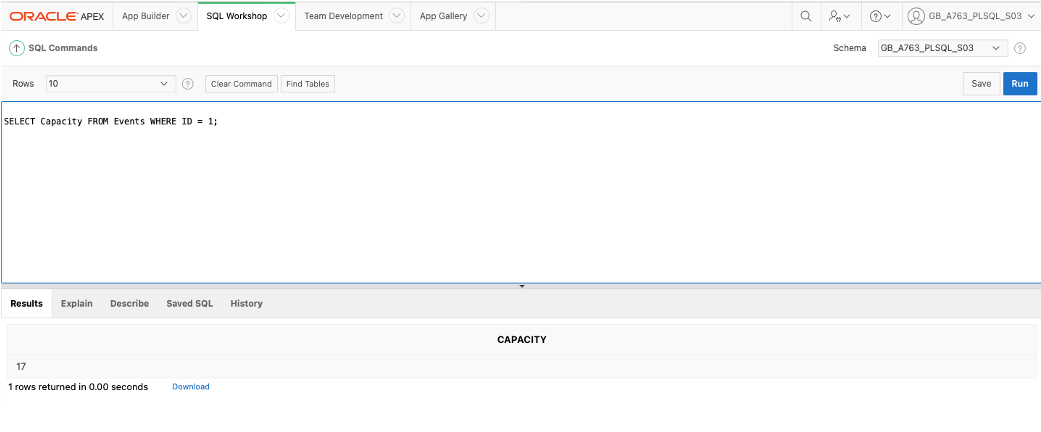 ORACLE APEX App Builder SQL Workshop Team Development App Gallery GB_A763_PLSQL_S03
SQL Commands Schema GB_A763_PLSQL_S03
Rows 10 Clear Command Find Tables Save Run
SELECT Capacity FROM Events WHERE ID = 1;
Results Explain Describe Saved SQL History
CAPACITY
17
1 rows returned in 0.00 seconds Download